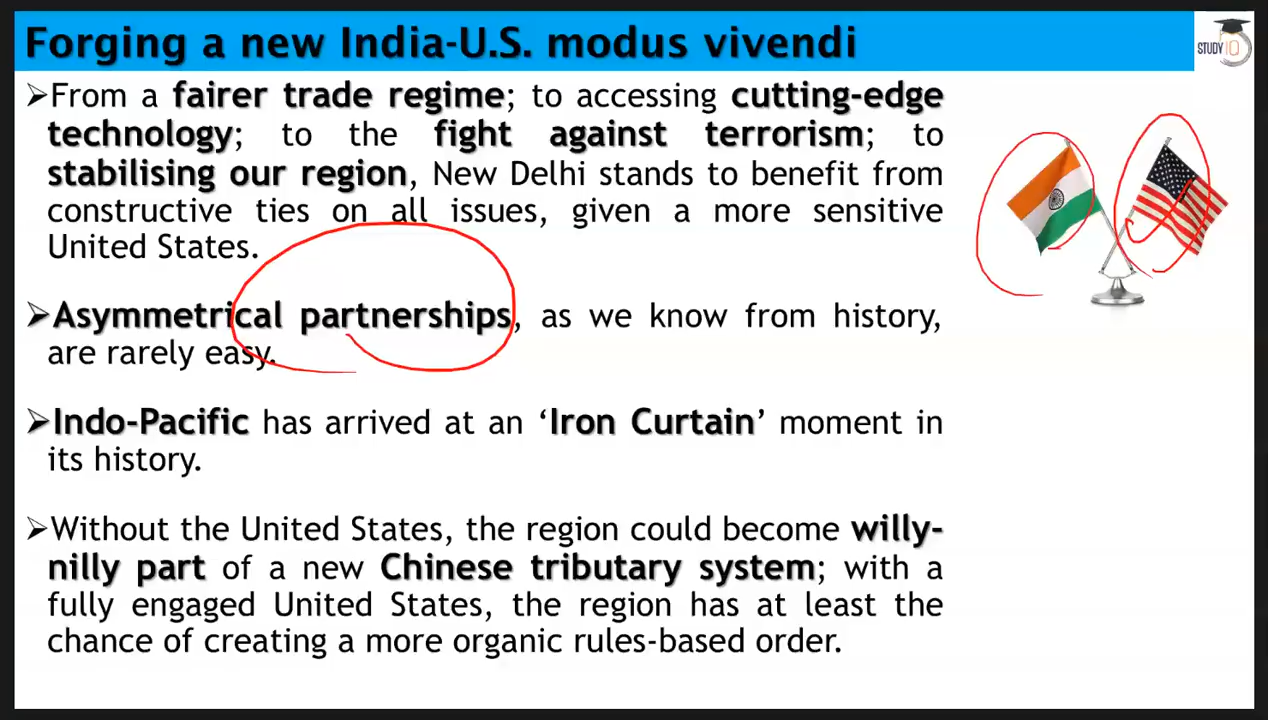 Forging a new India-U.S. modus vivendi
STUDY IQ
➢From a fairer trade regime; to accessing cutting-edge
technology; to the fight against terrorism; to
stabilising our region, New Delhi stands to benefit from
constructive ties on all issues, given a more sensitive
United States.
➢Asymmetrical partnerships, as we know from history,
are rarely easy.
➢Indo-Pacific has arrived at an ‘Iron Curtain’ moment in
its history.
➢Without the United States, the region could become willy-
nilly part of a new Chinese tributary system; with a
fully engaged United States, the region has at least the
chance of creating a more organic rules-based order.